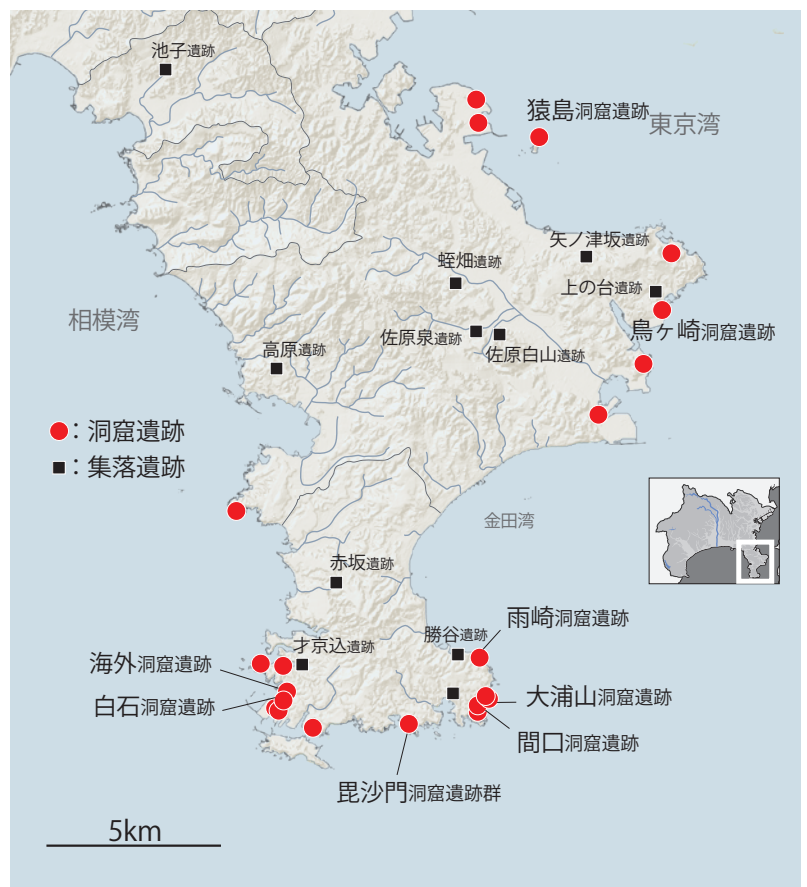 池子遺跡
猿島洞窟遺跡
東京湾
矢ノ津坂遺跡
蛭畑遺跡
上の台遺跡
相模湾
鳥ヶ崎洞窟遺跡
佐原泉遺跡
高原遺跡
佐原白山遺跡
：洞窟遺跡
：集落遺跡
金田湾
赤坂遺跡
雨崎洞窟遺跡
勝谷遺跡
才京込遺跡
海外洞窟遺跡
大浦山洞窟遺跡
白石洞窟遺跡
間口洞窟遺跡
毘沙門洞窟遺跡群
5km